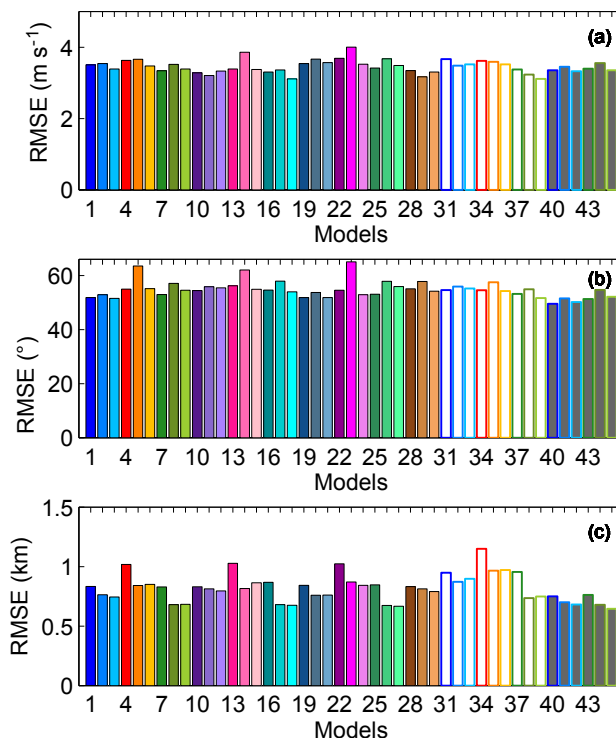 (a)
RMSE (m s⁻¹)
4
2
0
1 4 7 10 13 16 19 22 25 28 31 34 37 40 43
Models
(b)
RMSE (°)
60
40
20
0
1 4 7 10 13 16 19 22 25 28 31 34 37 40 43
Models
(c)
RMSE (km)
1.5
1
0.5
0
1 4 7 10 13 16 19 22 25 28 31 34 37 40 43
Models